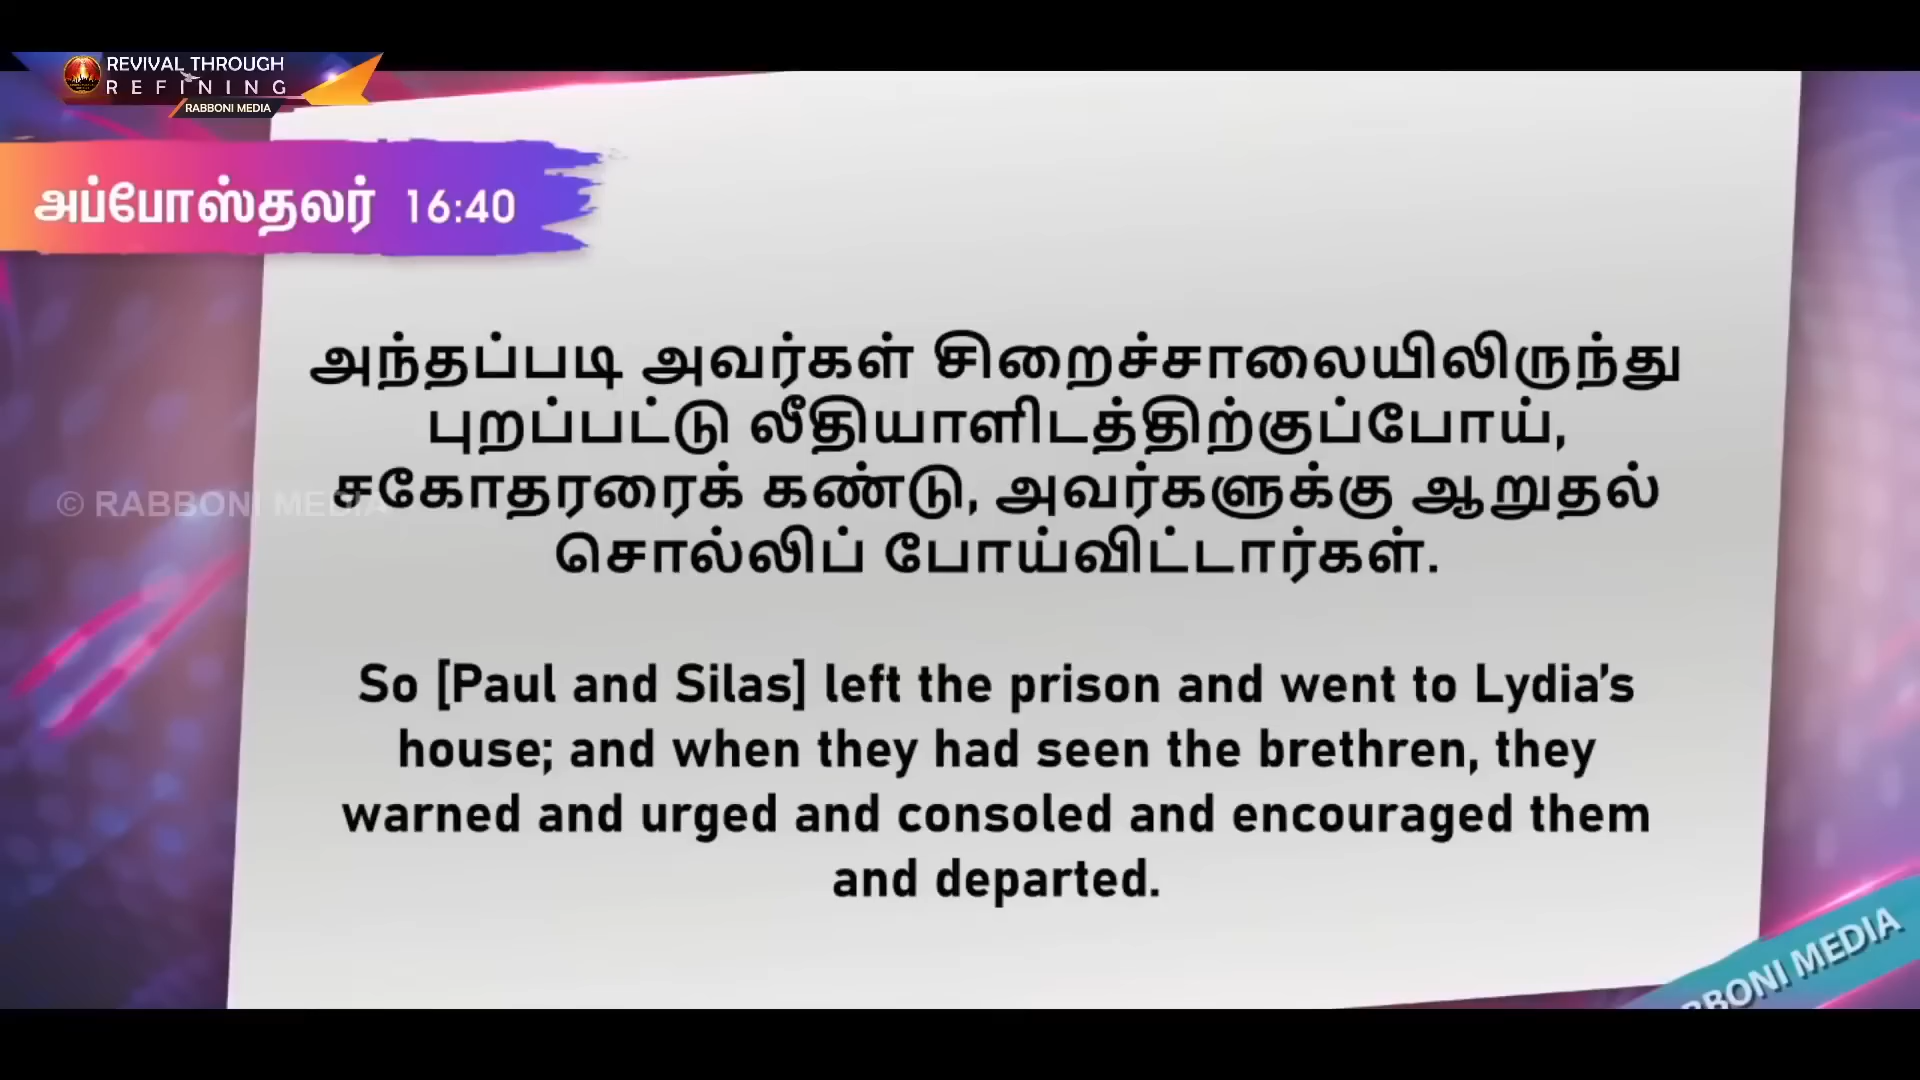 REVIVAL THROUGH
REFINING
RABBONI MEDIA
அப்போஸ்தலர் 16:40
அந்தப்படி அவர்கள் சிறைச்சாலையிலிருந்து
புறப்பட்டு லீதியாளிடத்திற்குப்போய்,
சகோதரரைக் கண்டு, அவர்களுக்கு ஆறுதல்
சொல்லிப் போய்விட்டார்கள்.
© RABBONI MEDIA
So [Paul and Silas] left the prison and went to Lydia’s
house; and when they had seen the brethren, they
warned and urged and consoled and encouraged them
and departed.
BBONI MEDIA